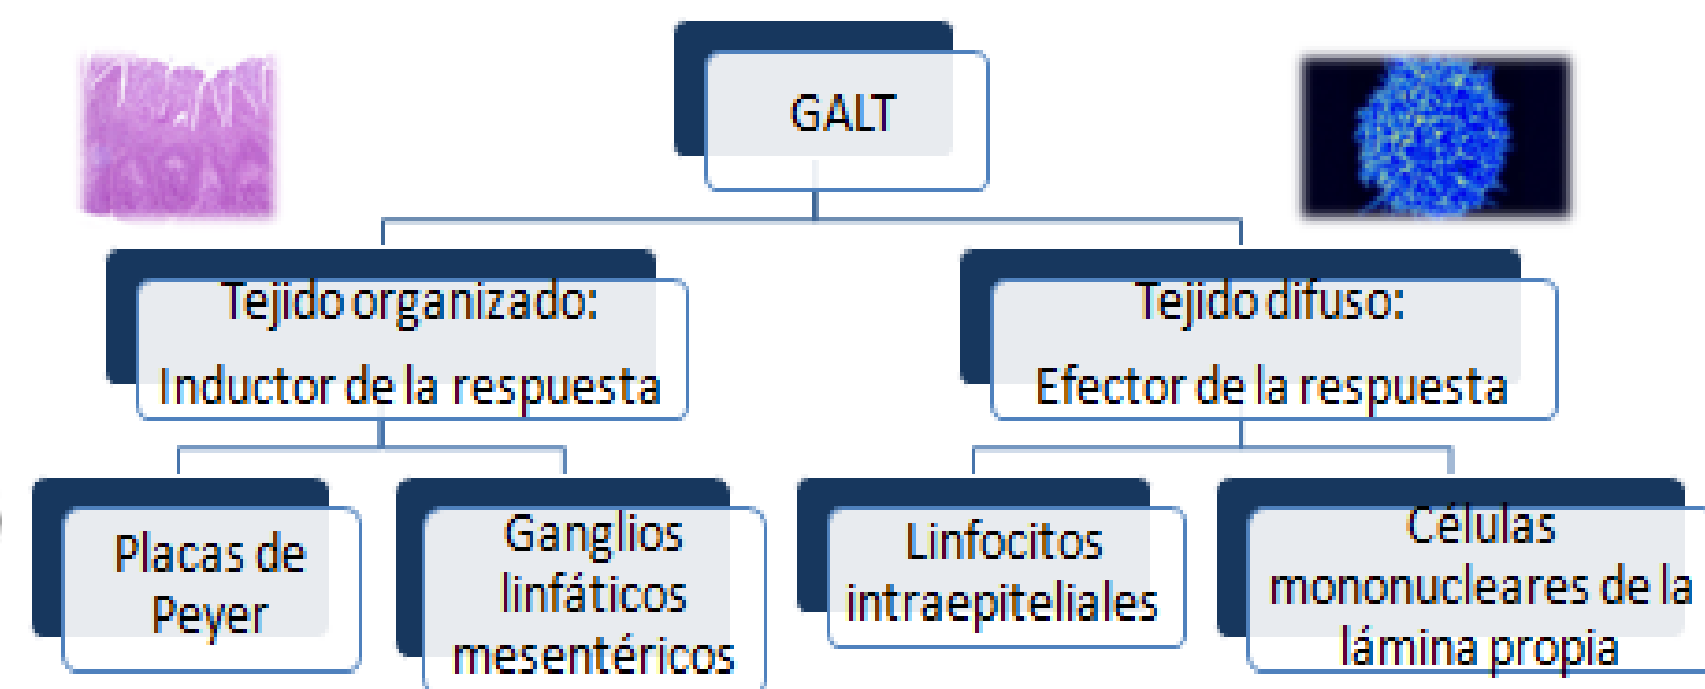 GALT
Tejido organizado:
Inductor de la respuesta
Tejido difuso:
Efector de la respuesta
Placas de
Peyer
Ganglios
linfáticos
mesentéricos
Linfocitos
intraepiteliales
Células
mononucleares de la
lámina propia